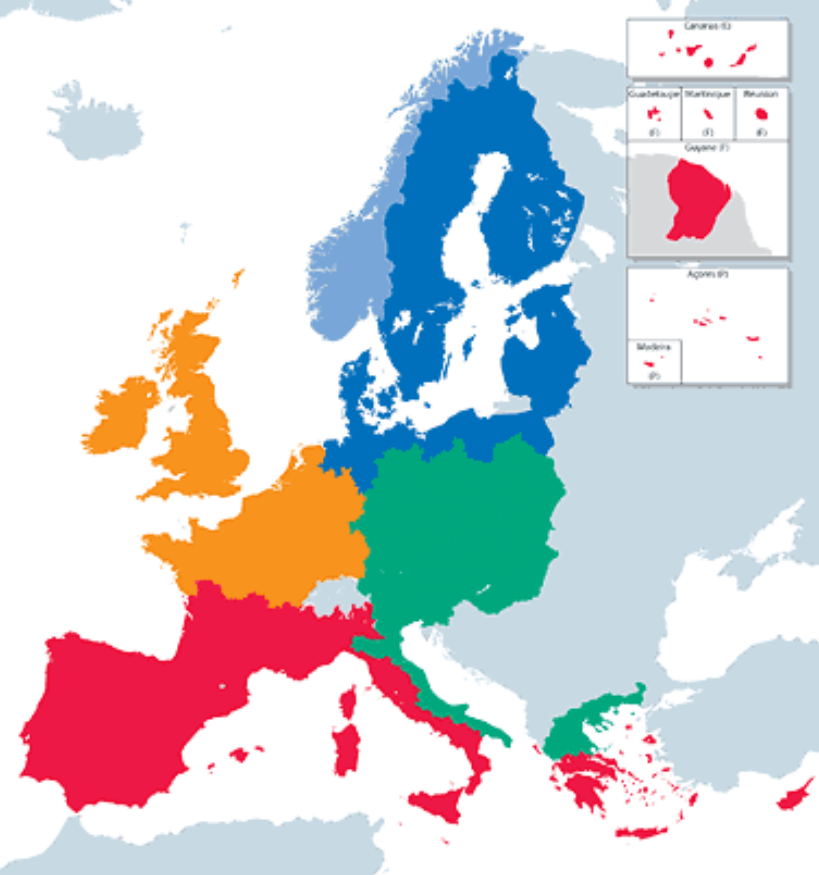 Canarias (E)
Guadeloupe Martinique Réunion
(F) (F) (F)
Guyane (F)
Açores (P)
Madeira
(P)